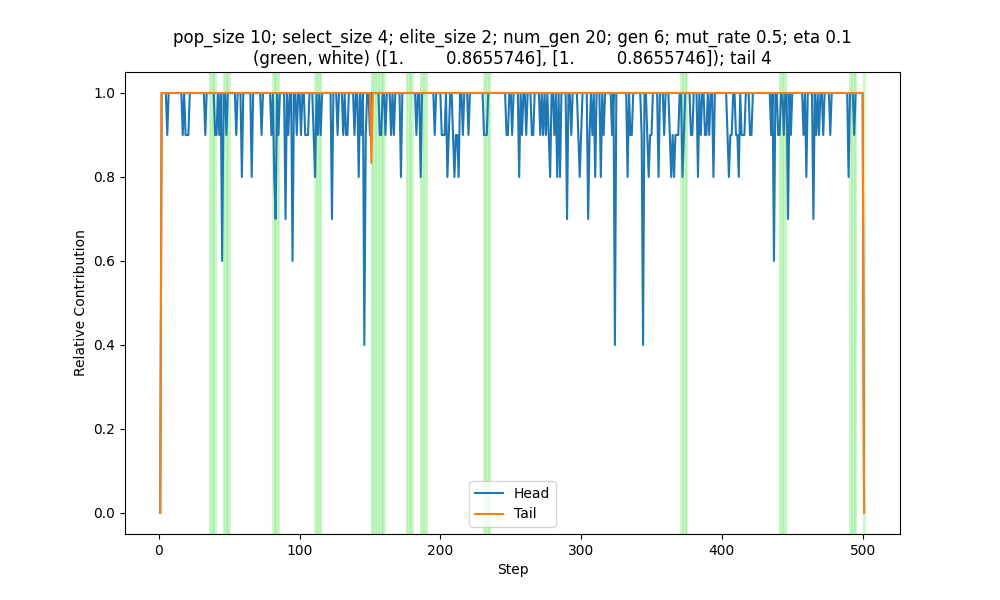 pop_size 10; select_size 4; elite_size 2; num_gen 20; gen 6; mut_rate 0.5; eta 0.1
(green, white) ([1. 0.8655746], [1. 0.8655746]); tail 4
1.0
0.8
0.6
0.4
0.2
0.0
Relative Contribution
Head
Tail
0 100 200 300 400 500
Step